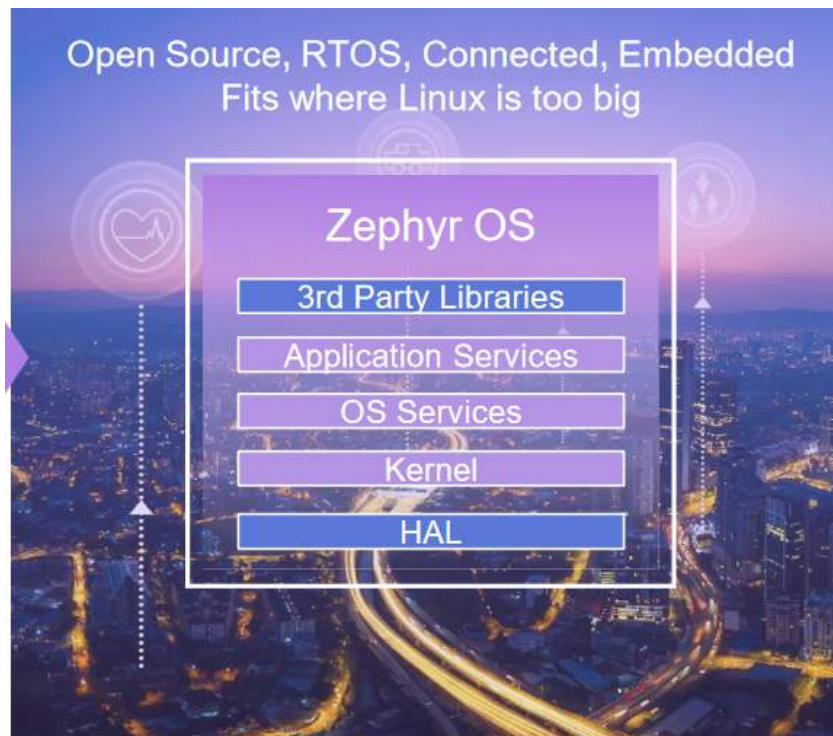 Open Source, RTOS, Connected, Embedded
Fits where Linux is too big
Zephyr OS
3rd Party Libraries
Application Services
OS Services
Kernel
HAL